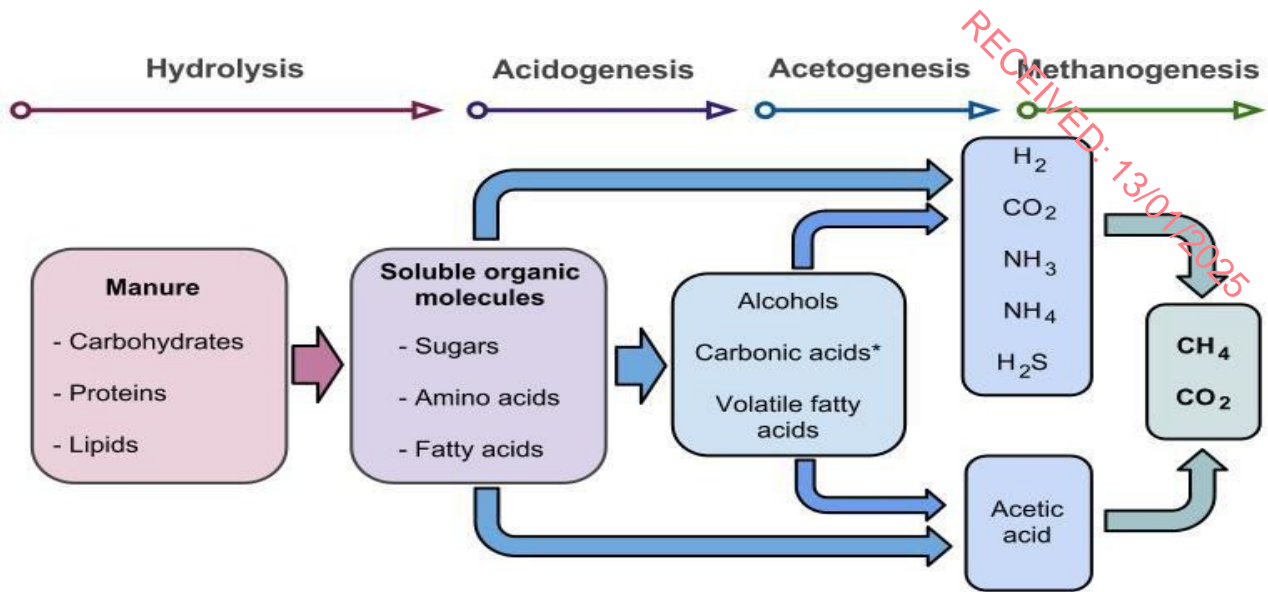 Hydrolysis
Acidogenesis
Acetogenesis
Methanogenesis
RECEIVED: 13/01/2025
Manure
- Carbohydrates
- Proteins
- Lipids
Soluble organic
molecules
- Sugars
- Amino acids
- Fatty acids
Alcohols
Carbonic acids*
Volatile fatty
acids
H2
CO2
NH3
NH4
H2S
Acetic
acid
CH4
CO2